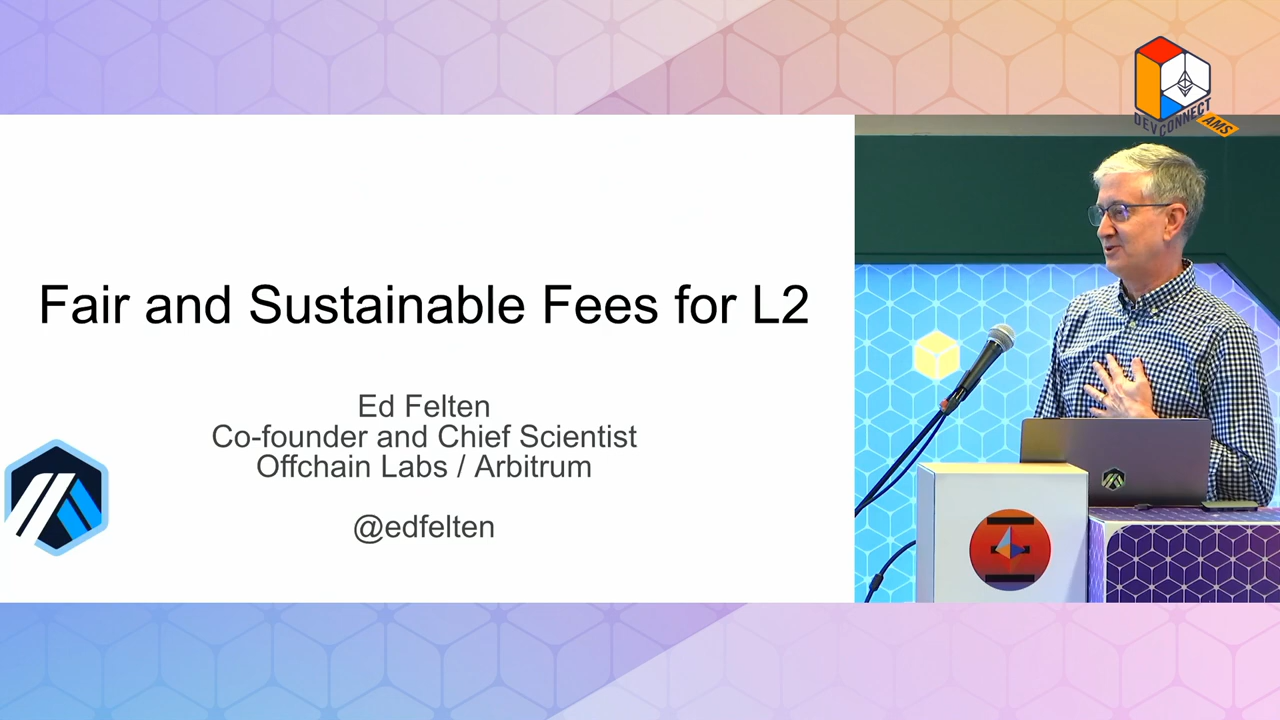 DEVCONNECT
AMS
Fair and Sustainable Fees for L2
Ed Felten
Co-founder and Chief Scientist
Offchain Labs / Arbitrum
@edfelten